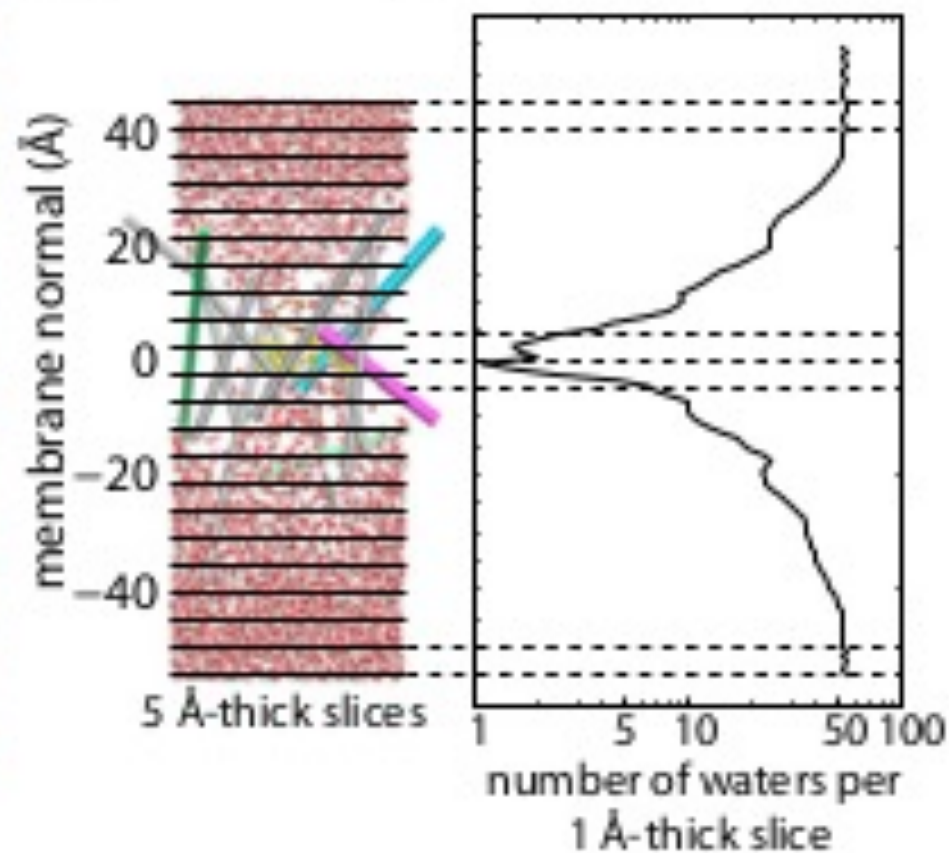 membrane normal (Å)
40
20
0
−20
−40
5 Å-thick slices
1 5 10 50 100
number of waters per
1 Å-thick slice